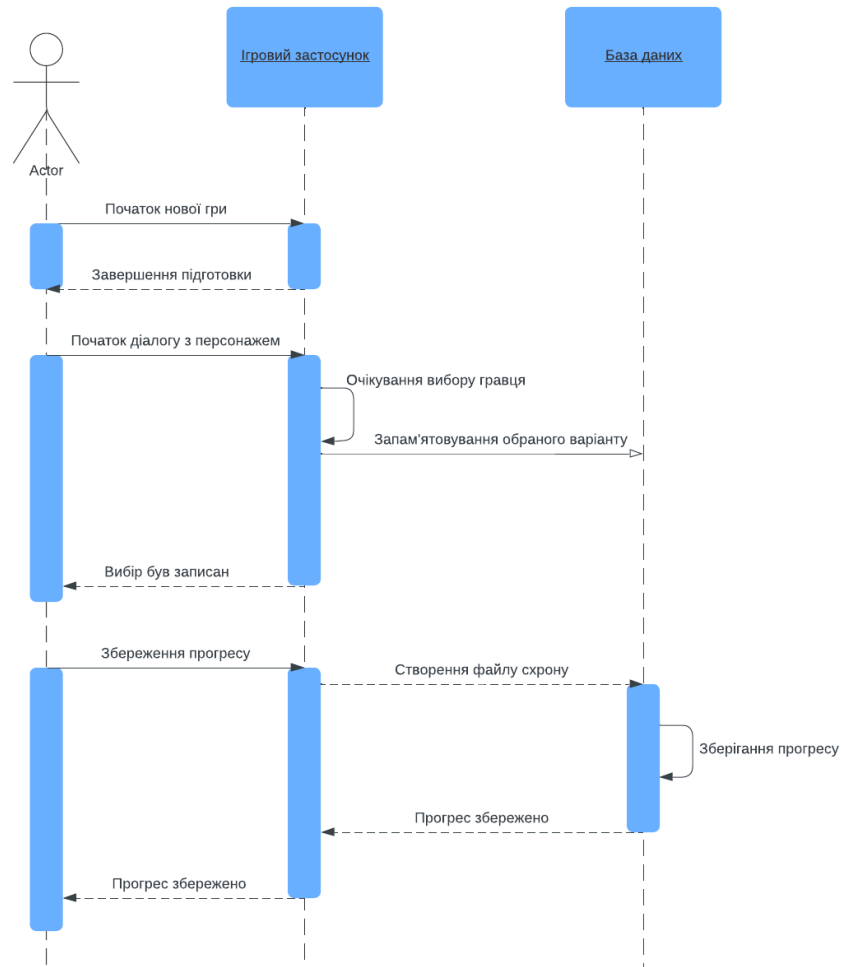 Ігровий застосунок
База даних
Actor
Початок нової гри
Завершення підготовки
Початок діалогу з персонажем
Очікування вибору гравця
Запам'ятовування обраного варіанту
Вибір був записан
Збереження прогресу
Створення файлу схрону
Зберігання прогресу
Прогрес збережено
Прогрес збережено